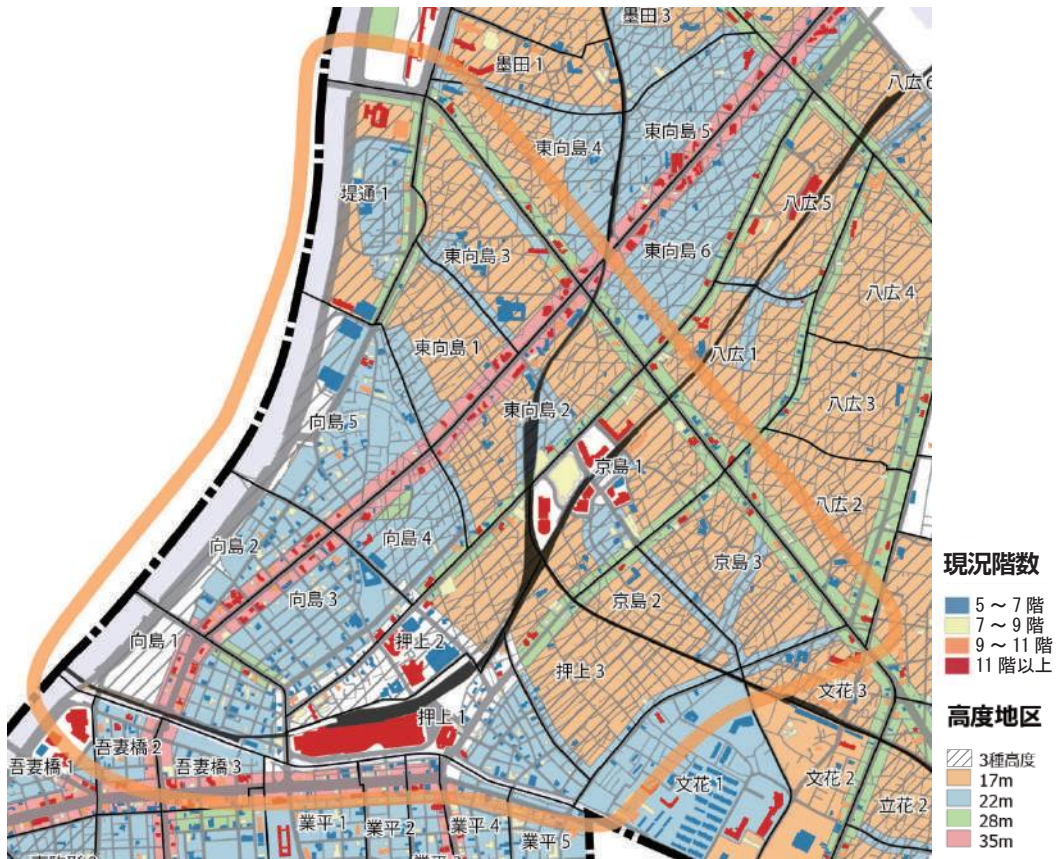 墨田 3
墨田 1
八広 6
東向島 5
東向島 4
堤通 1
八広 5
東向島 3
東向島 6
八広 4
東向島 1
八広 1
東向島 2
八広 3
向島 5
京島 1
八広 2
向島 2
向島 4
京島 3
向島 3
京島 2
向島 1
押上 2
押上 3
文花 3
押上 1
吾妻橋 2
吾妻橋 1
吾妻橋 3
文花 1
文花 2
立花 2
業平 1
業平 2
業平 4
業平 5
現況階数
5～7階
7～9階
9～11階
11階以上
高度地区
3種高度
17m
22m
28m
35m